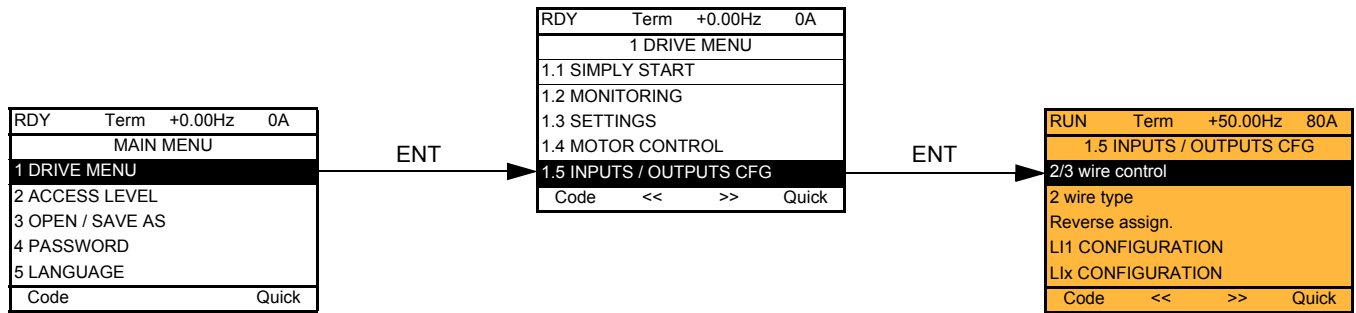 RDY Term +0.00Hz 0A
MAIN MENU
1 DRIVE MENU
2 ACCESS LEVEL
3 OPEN / SAVE AS
4 PASSWORD
5 LANGUAGE
Code Quick
ENT
RDY Term +0.00Hz 0A
1 DRIVE MENU
1.1 SIMPLY START
1.2 MONITORING
1.3 SETTINGS
1.4 MOTOR CONTROL
1.5 INPUTS / OUTPUTS CFG
Code << >> Quick
ENT
RUN Term +50.00Hz 80A
1.5 INPUTS / OUTPUTS CFG
2/3 wire control
2 wire type
Reverse assign.
LI1 CONFIGURATION
LIx CONFIGURATION
Code << >> Quick